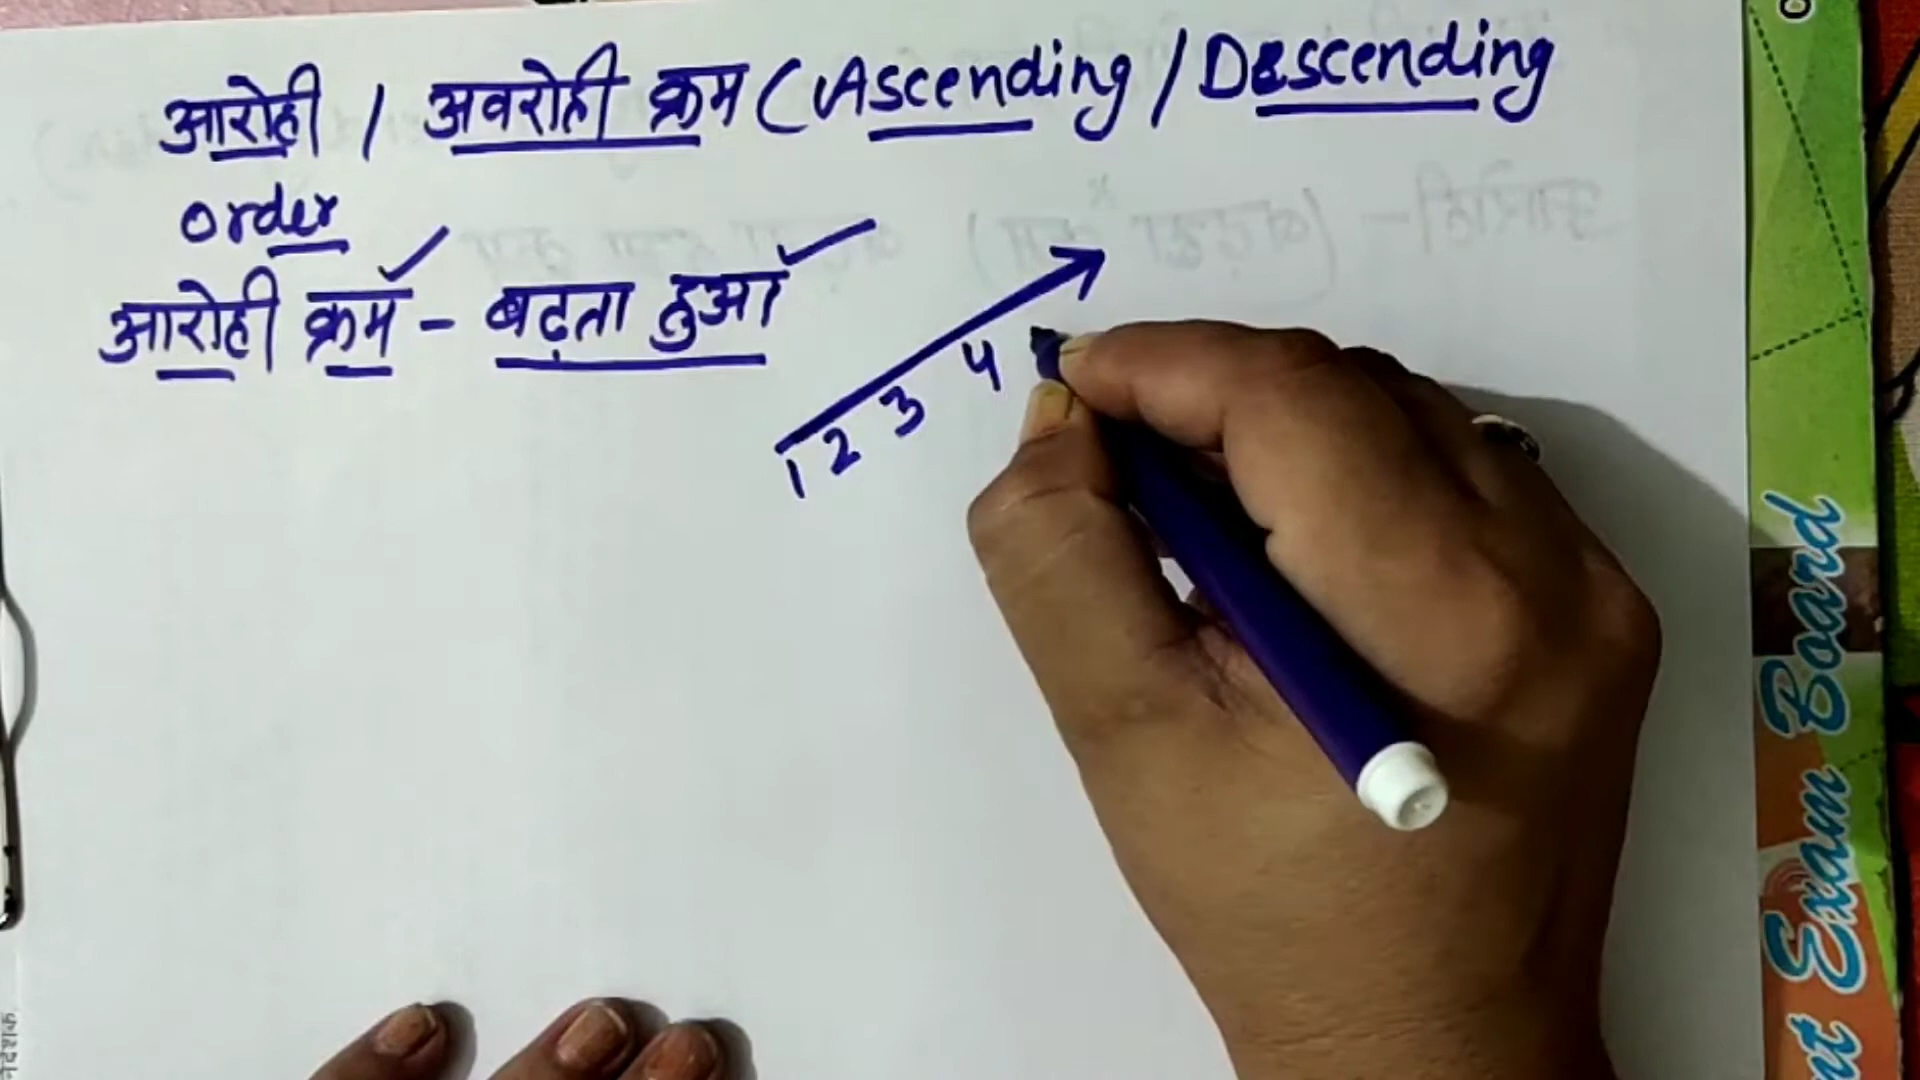 आरोही / अवरोही क्रम ( Ascending / Descending
order
आरोही क्रम - बढ़ता हुआ
1 2 3 4
Exam Board